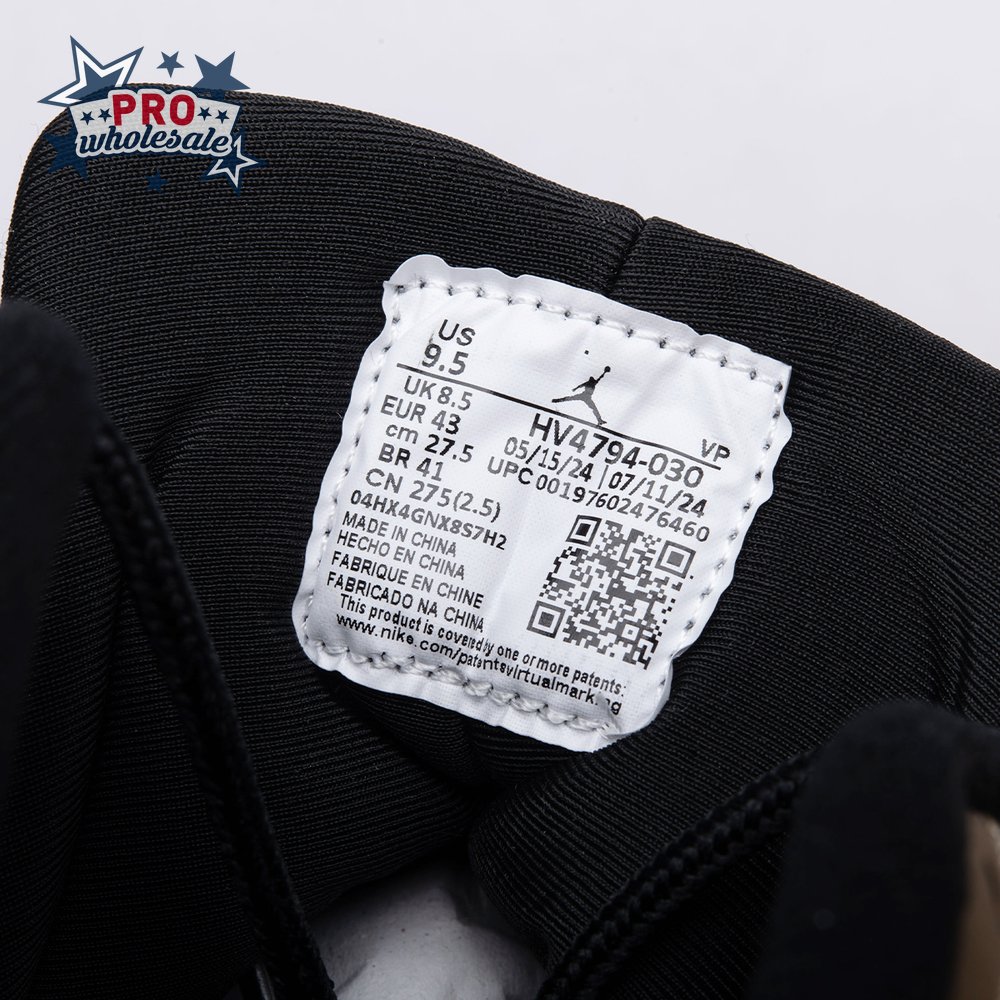 PRO
wholesale
US
9.5
UK 8.5
EUR 43
cm 27.5
BR 41
CN 275(2.5)
04HX4GNX8S7H2
HV4794-030
VP
05/15/24 | 07/11/24
UPC 00197602476460
MADE IN CHINA
HECHO EN CHINA
FABRIQUE EN CHINE
FABRICADO NA CHINA
This product is covered by one or more patents:
www.nike.com/patentsvirtualmark